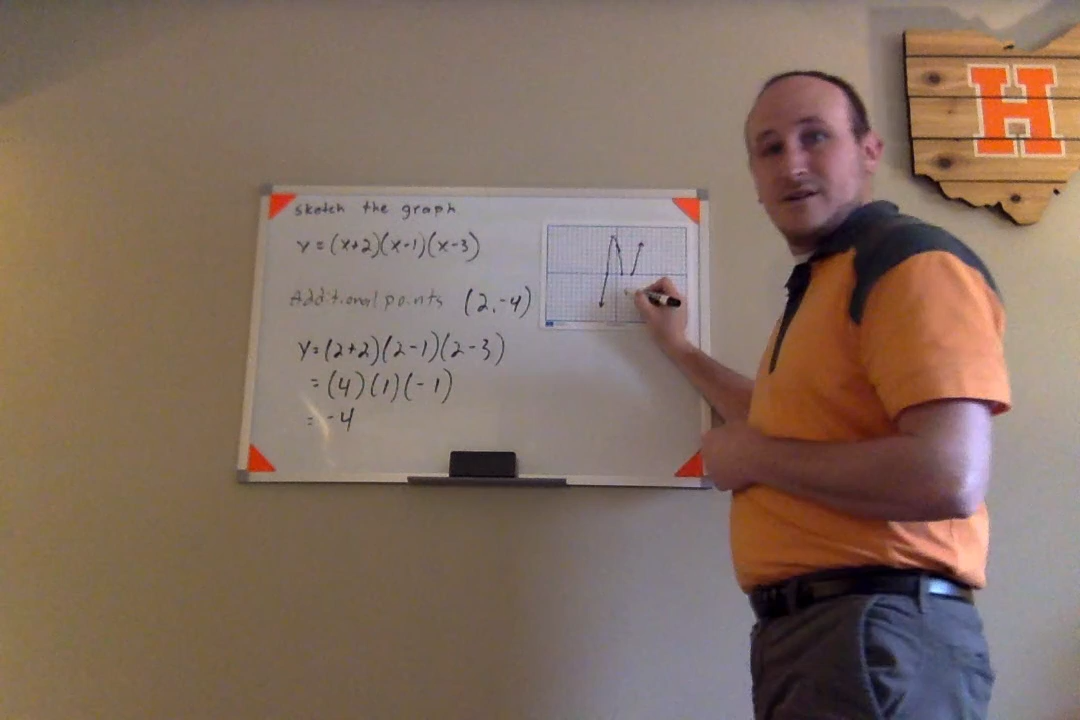 sketch the graph
y = (x+2)(x-1)(x-3)
Additional points (2,-4)
y = (2+2)(2-1)(2-3)
= (4)(1)(-1)
= -4
H